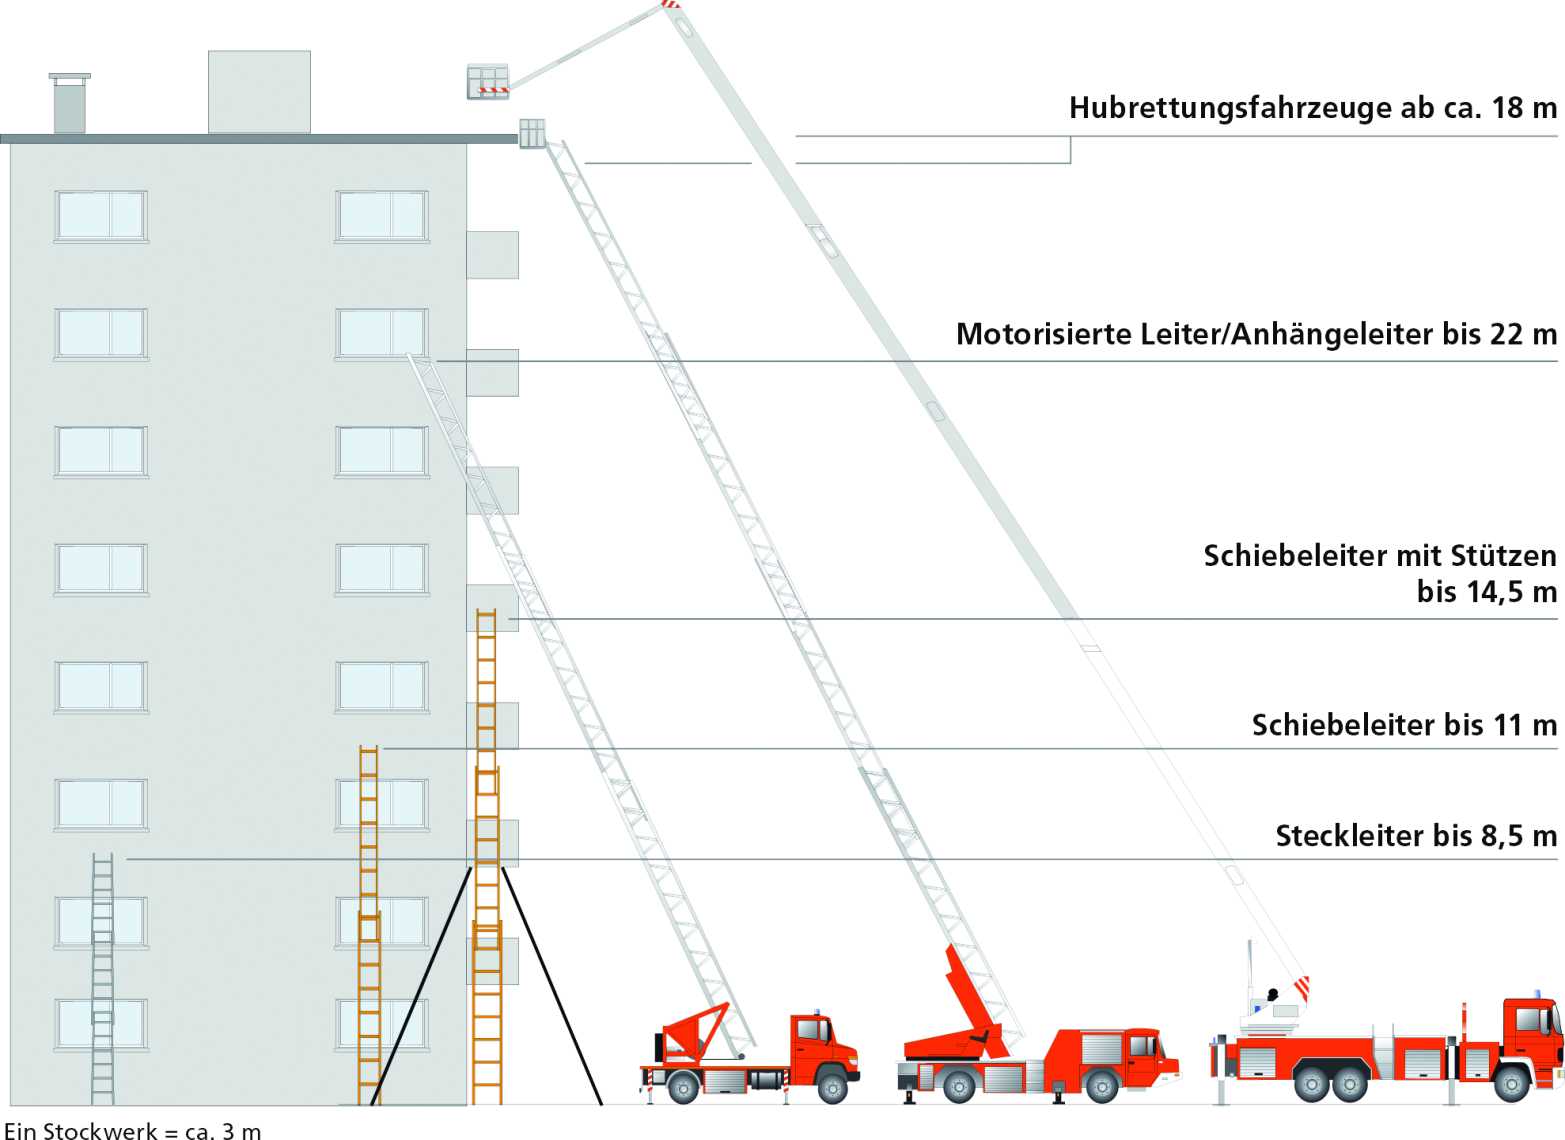 Hubrettungsfahrzeuge ab ca. 18 m
Motorisierte Leiter/Anhängeleiter bis 22 m
Schiebeleiter mit Stützen
bis 14,5 m
Schiebeleiter bis 11 m
Steckleiter bis 8,5 m
Ein Stockwerk = ca. 3 m